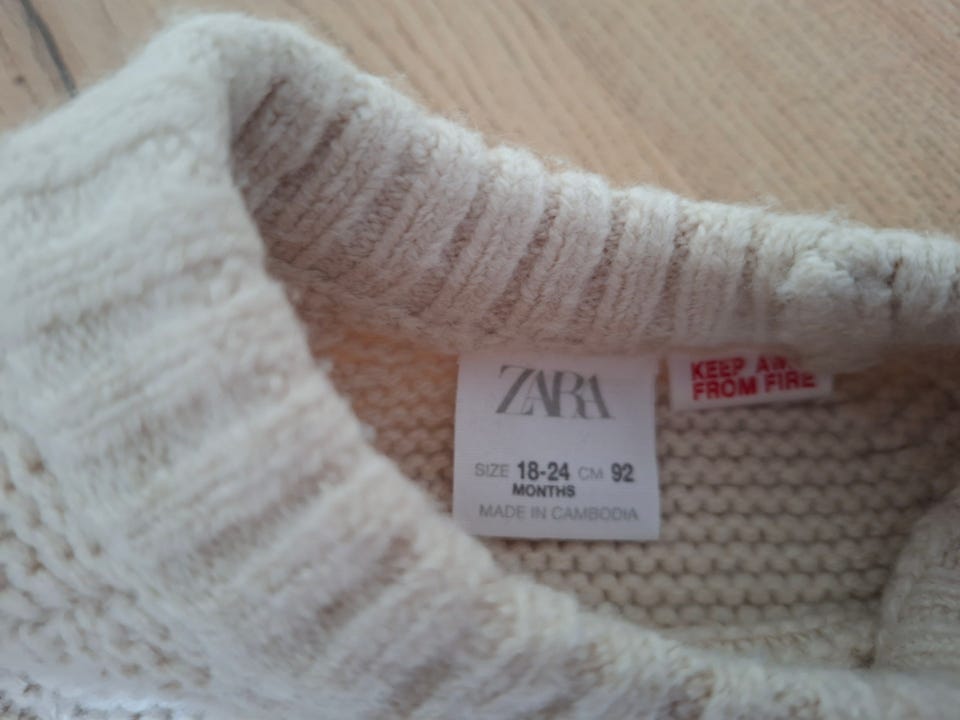 ZARA
SIZE 18-24 CM 92
MONTHS
MADE IN CAMBODIA
KEEP
FROM FIRE